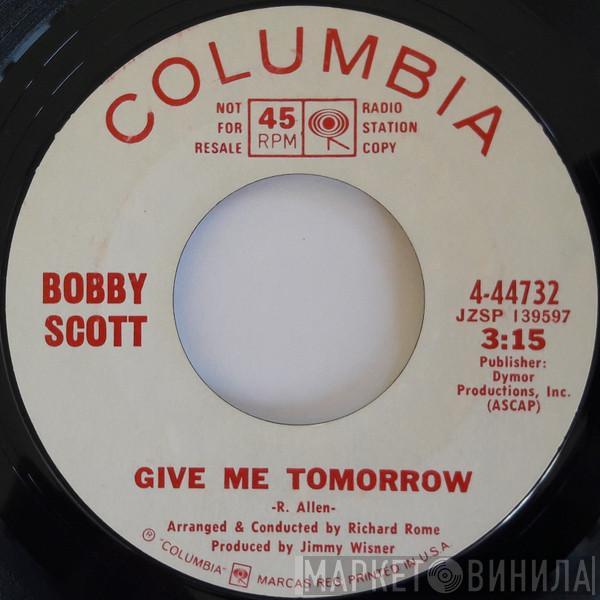 COLUMBIA
NOT
FOR
RESALE
45
RPM
RADIO
STATION
COPY
BOBBY
SCOTT
4-44732
JZSP 139597
3:15
Publisher:
Dymor
Productions, Inc.
(ASCAP)
GIVE ME TOMORROW
-R. Allen-
Arranged & Conducted by Richard Rome
Produced by Jimmy Wisner
® "COLUMBIA" MARCAS REG. PRINTED IN U.S.A.
МАРКЕТ ВИНИЛА